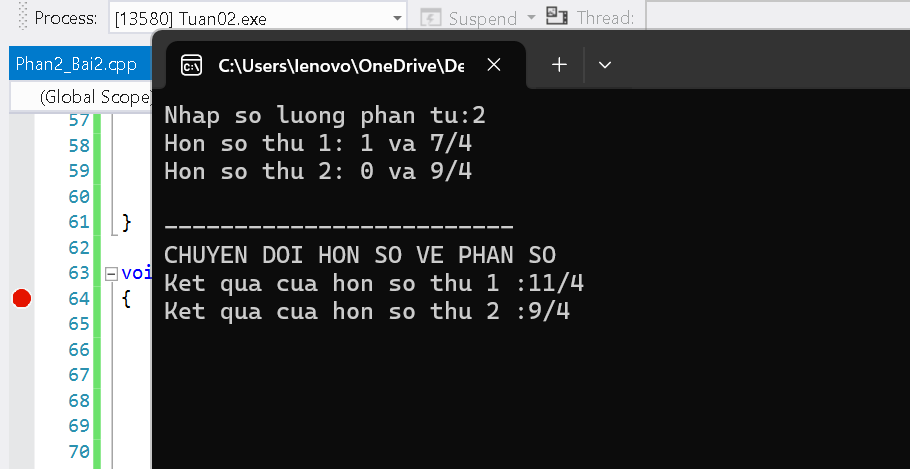 Process: [13580] Tuan02.exe Suspend Thread:
Phan2_Bai2.cpp
C:\Users\lenovo\OneDrive\De
(Global Scope)
57
58
59
60
61 }
62
63 voi
64 {
65
66
67
68
69
70
Nhap so luong phan tu:2
Hon so thu 1: 1 va 7/4
Hon so thu 2: 0 va 9/4
-------------------------
CHUYEN DOI HON SO VE PHAN SO
Ket qua cua hon so thu 1 :11/4
Ket qua cua hon so thu 2 :9/4